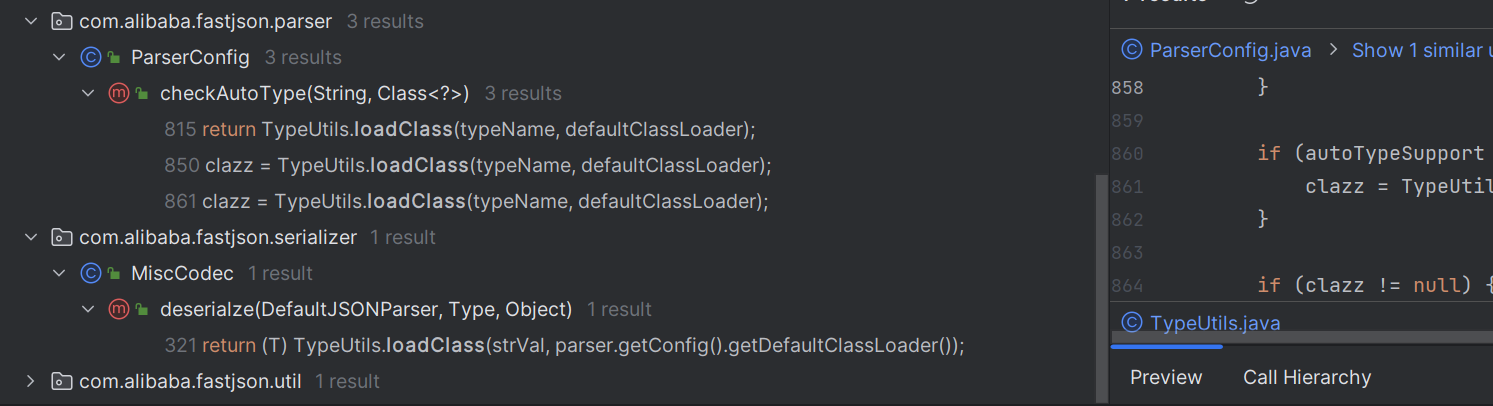 com.alibaba.fastjson.parser 3 results
ParserConfig 3 results
checkAutoType(String, Class<?>) 3 results
815 return TypeUtils.loadClass(typeName, defaultClassLoader);
850 clazz = TypeUtils.loadClass(typeName, defaultClassLoader);
861 clazz = TypeUtils.loadClass(typeName, defaultClassLoader);
com.alibaba.fastjson.serializer 1 result
MiscCodec 1 result
deserialze(DefaultJSONParser, Type, Object) 1 result
321 return (T) TypeUtils.loadClass(strVal, parser.getConfig().getDefaultClassLoader());
com.alibaba.fastjson.util 1 result
ParserConfig.java > Show 1 similar
858 }
859
860 if (autoTypeSupport
861 clazz = TypeUtil
862 }
863
864 if (clazz != null) {
TypeUtils.java
Preview Call Hierarchy